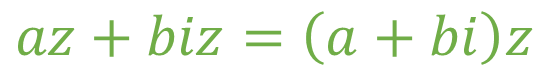 az + biz = (a + bi)z